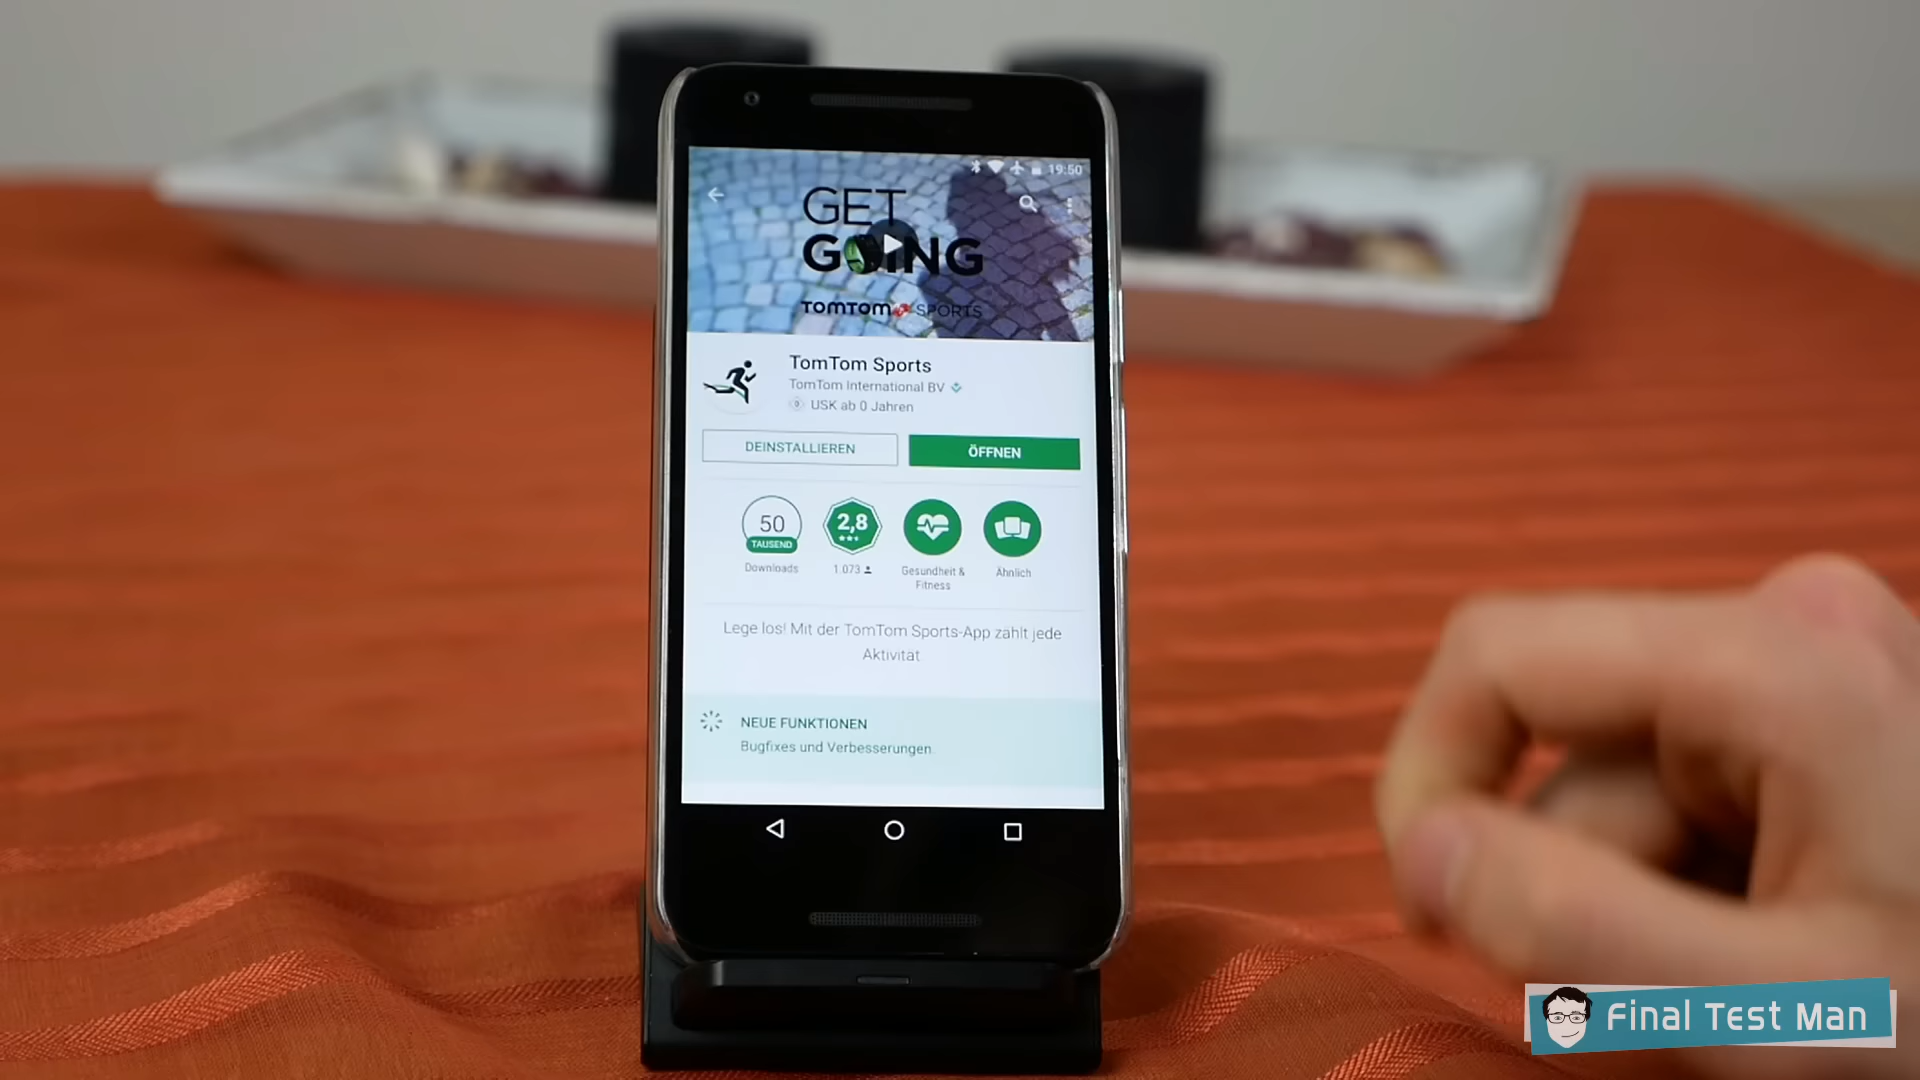 19:50
GET
GOING
TOMTOM SPORTS
TomTom Sports
TomTom International BV
USK ab 0 Jahren
DEINSTALLIEREN
ÖFFNEN
50
TAUSEND
Downloads
2,8
1.073
Gesundheit &
Fitness
Ähnlich
Lege los! Mit der TomTom Sports-App zählt jede
Aktivität
NEUE FUNKTIONEN
Bugfixes und Verbesserungen
Final Test Man